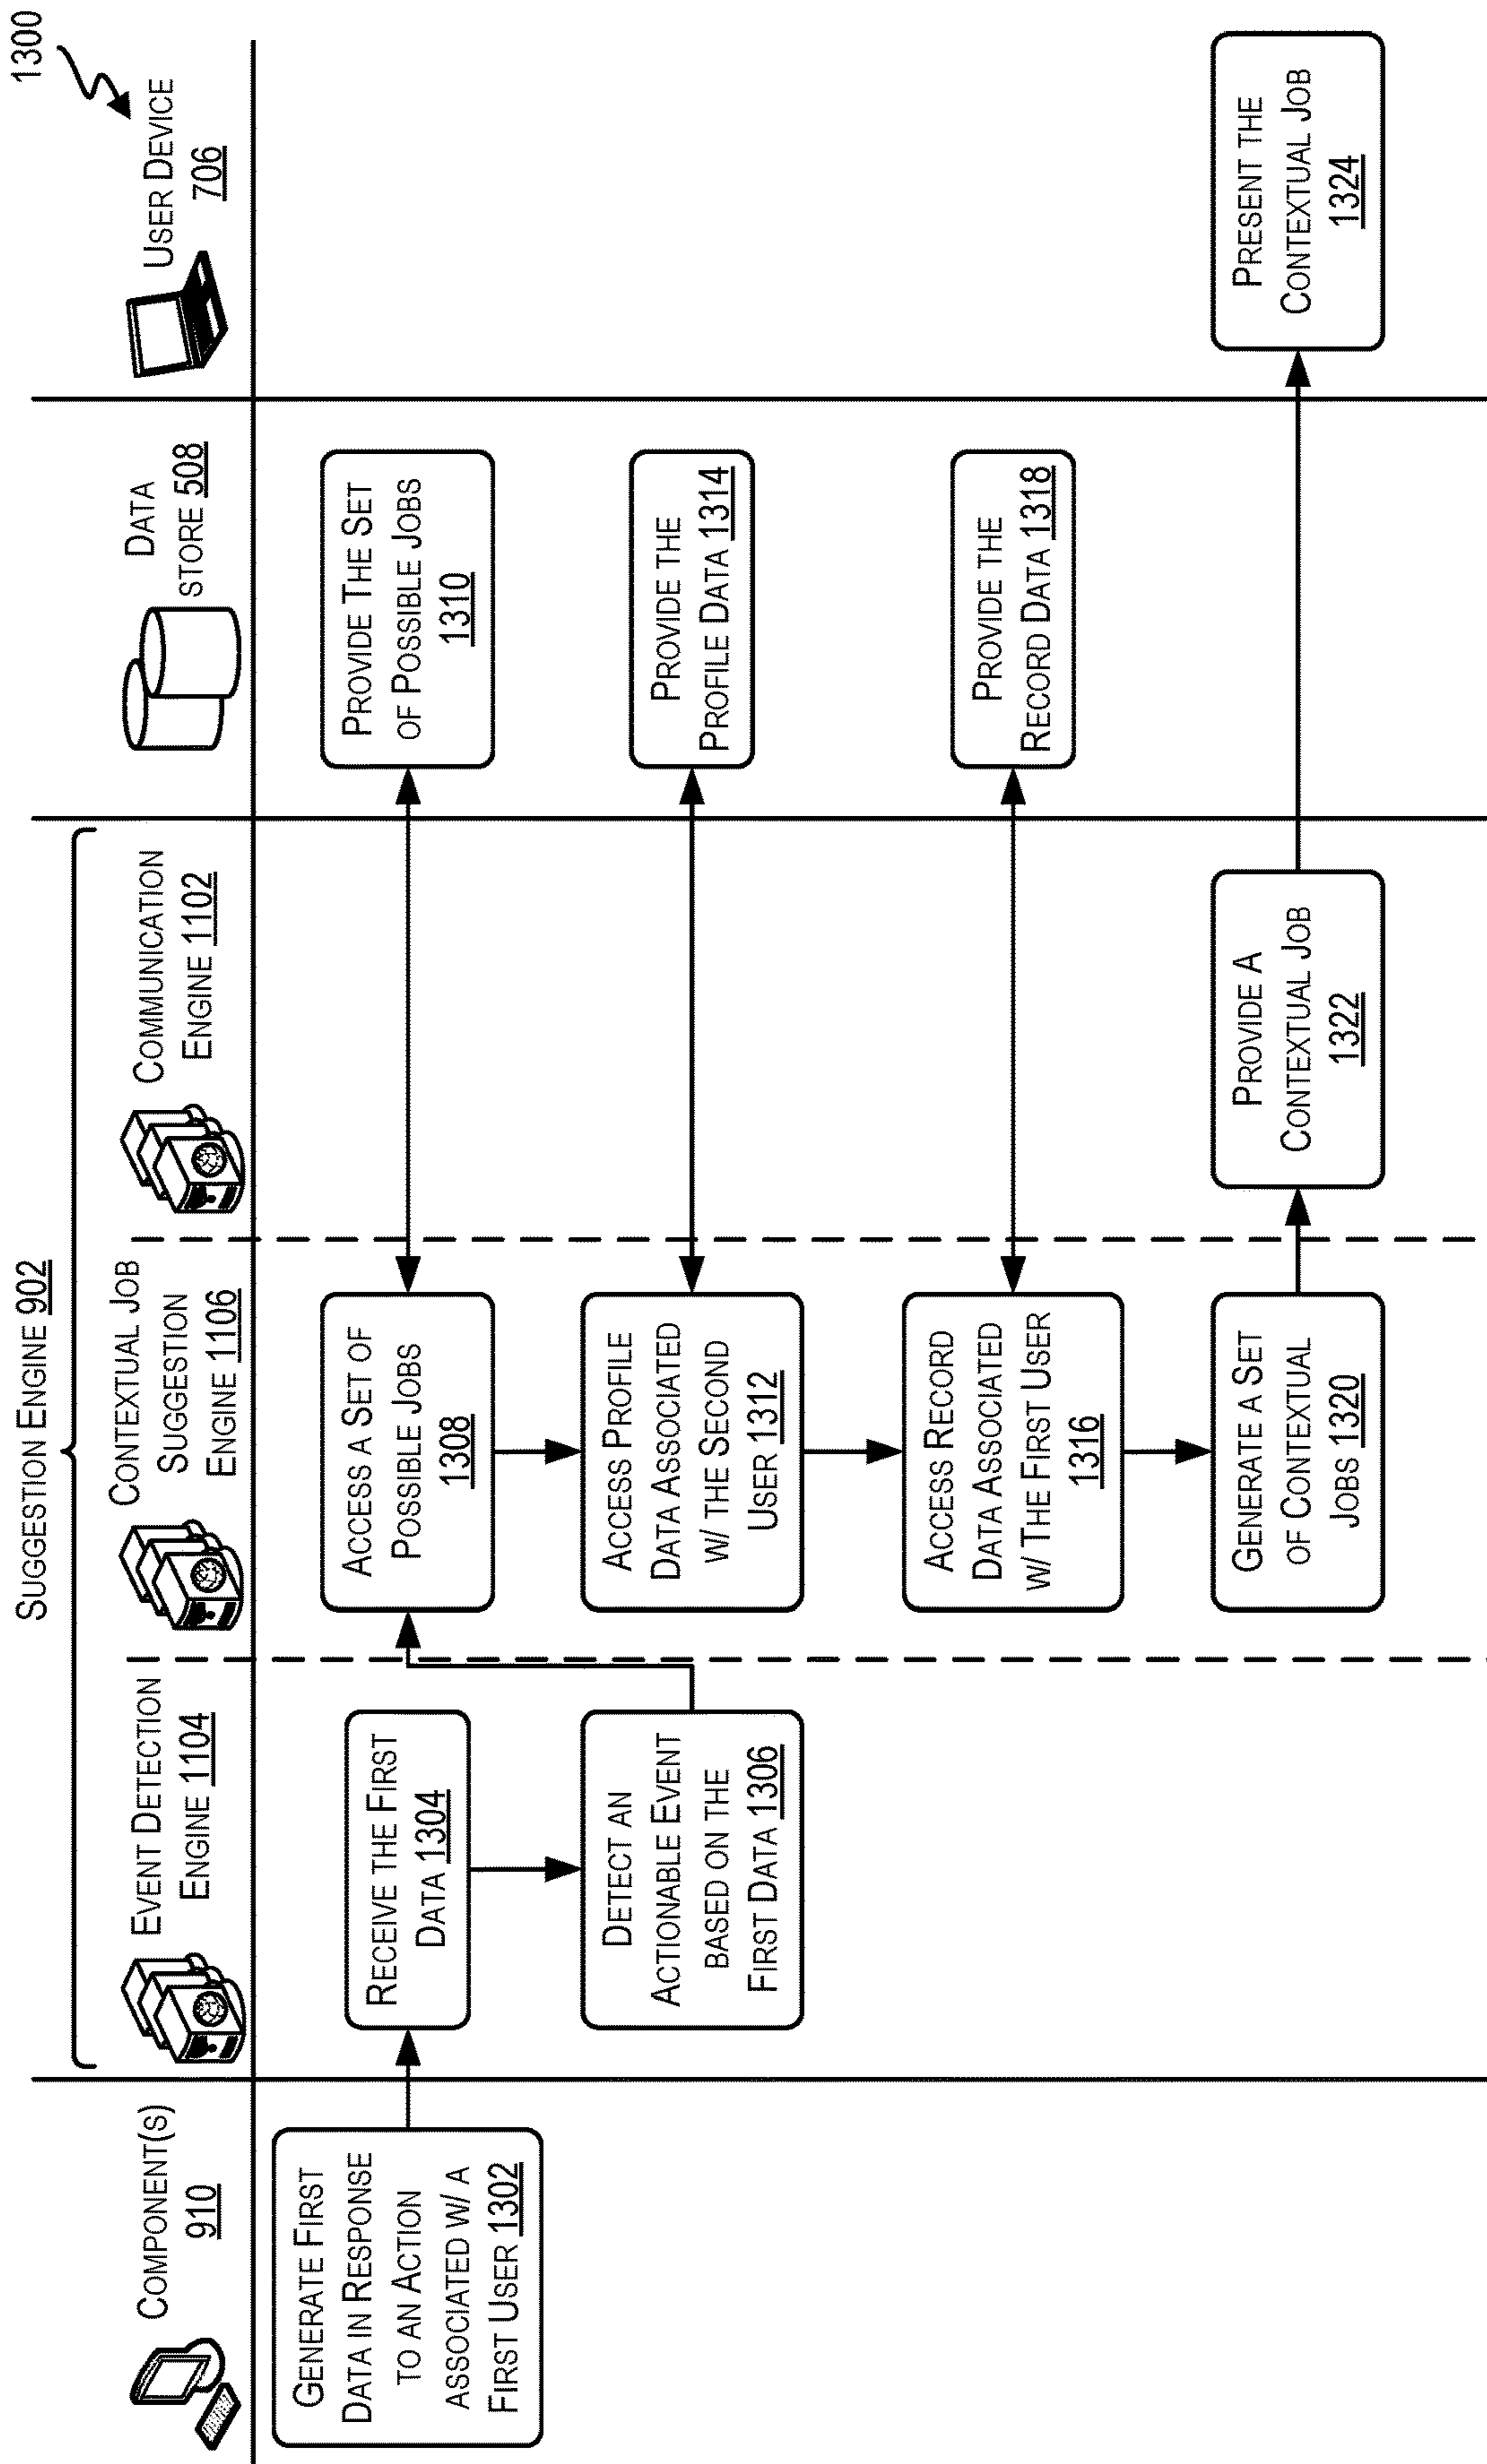 1300
SUGGESTION ENGINE 902
COMPONENT(S)
910
EVENT DETECTION
ENGINE 1104
CONTEXTUAL JOB
SUGGESTION
ENGINE 1106
COMMUNICATION
ENGINE 1102
DATA
STORE 508
USER DEVICE
706
GENERATE FIRST
DATA IN RESPONSE
TO AN ACTION
ASSOCIATED W/ A
FIRST USER 1302
RECEIVE THE FIRST
DATA 1304
DETECT AN
ACTIONABLE EVENT
BASED ON THE
FIRST DATA 1306
ACCESS A SET OF
POSSIBLE JOBS
1308
PROVIDE THE SET
OF POSSIBLE JOBS
1310
ACCESS PROFILE
DATA ASSOCIATED
W/ THE SECOND
USER 1312
PROVIDE THE
PROFILE DATA 1314
ACCESS RECORD
DATA ASSOCIATED
W/ THE FIRST USER
1316
PROVIDE THE
RECORD DATA 1318
GENERATE A SET
OF CONTEXTUAL
JOBS 1320
PROVIDE A
CONTEXTUAL JOB
1322
PRESENT THE
CONTEXTUAL JOB
1324